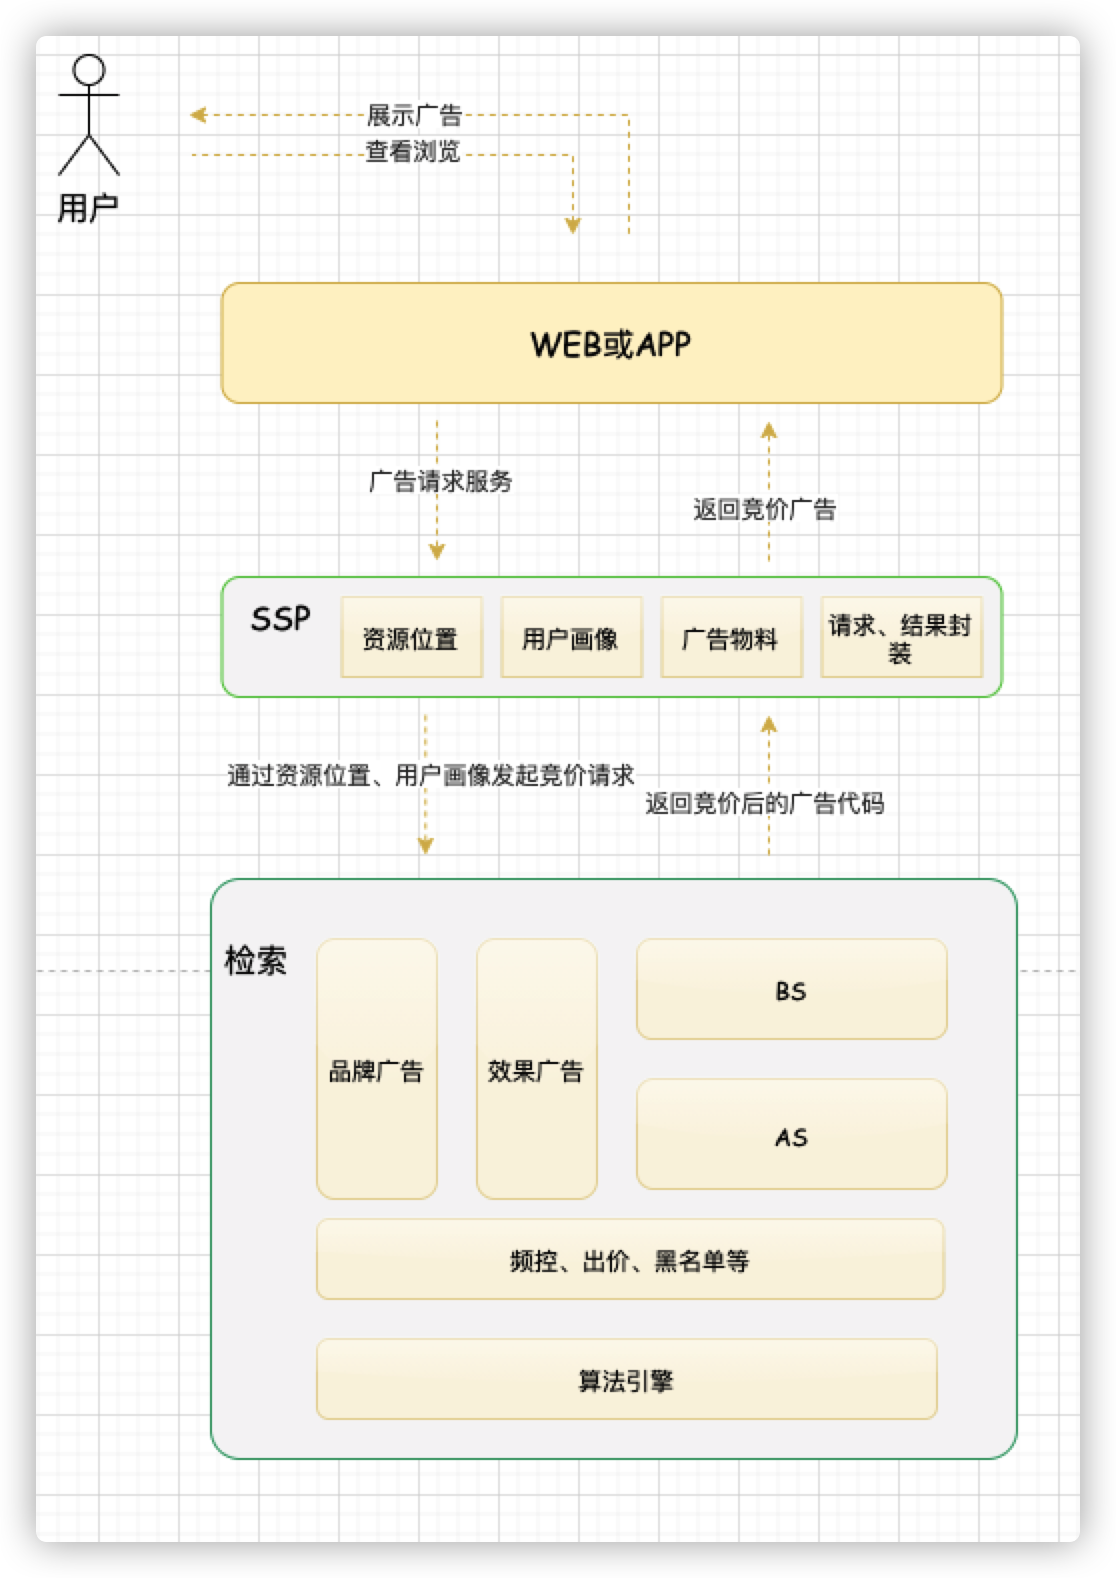 展示广告
查看浏览
用户
WEB或APP
广告请求服务
返回竞价广告
SSP
资源位置
用户画像
广告物料
请求、结果封
装
通过资源位置、用户画像发起竞价请求
返回竞价后的广告代码
检索
品牌广告
效果广告
BS
AS
频控、出价、黑名单等
算法引擎